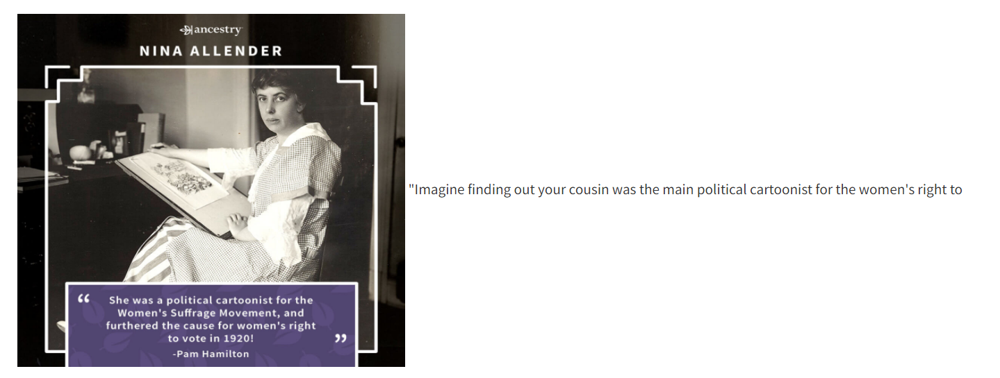 ancestry
NINA ALLENDER
“ She was a political cartoonist for the
Women's Suffrage Movement, and
furthered the cause for women's right
to vote in 1920! ”
-Pam Hamilton
"Imagine finding out your cousin was the main political cartoonist for the women's right to